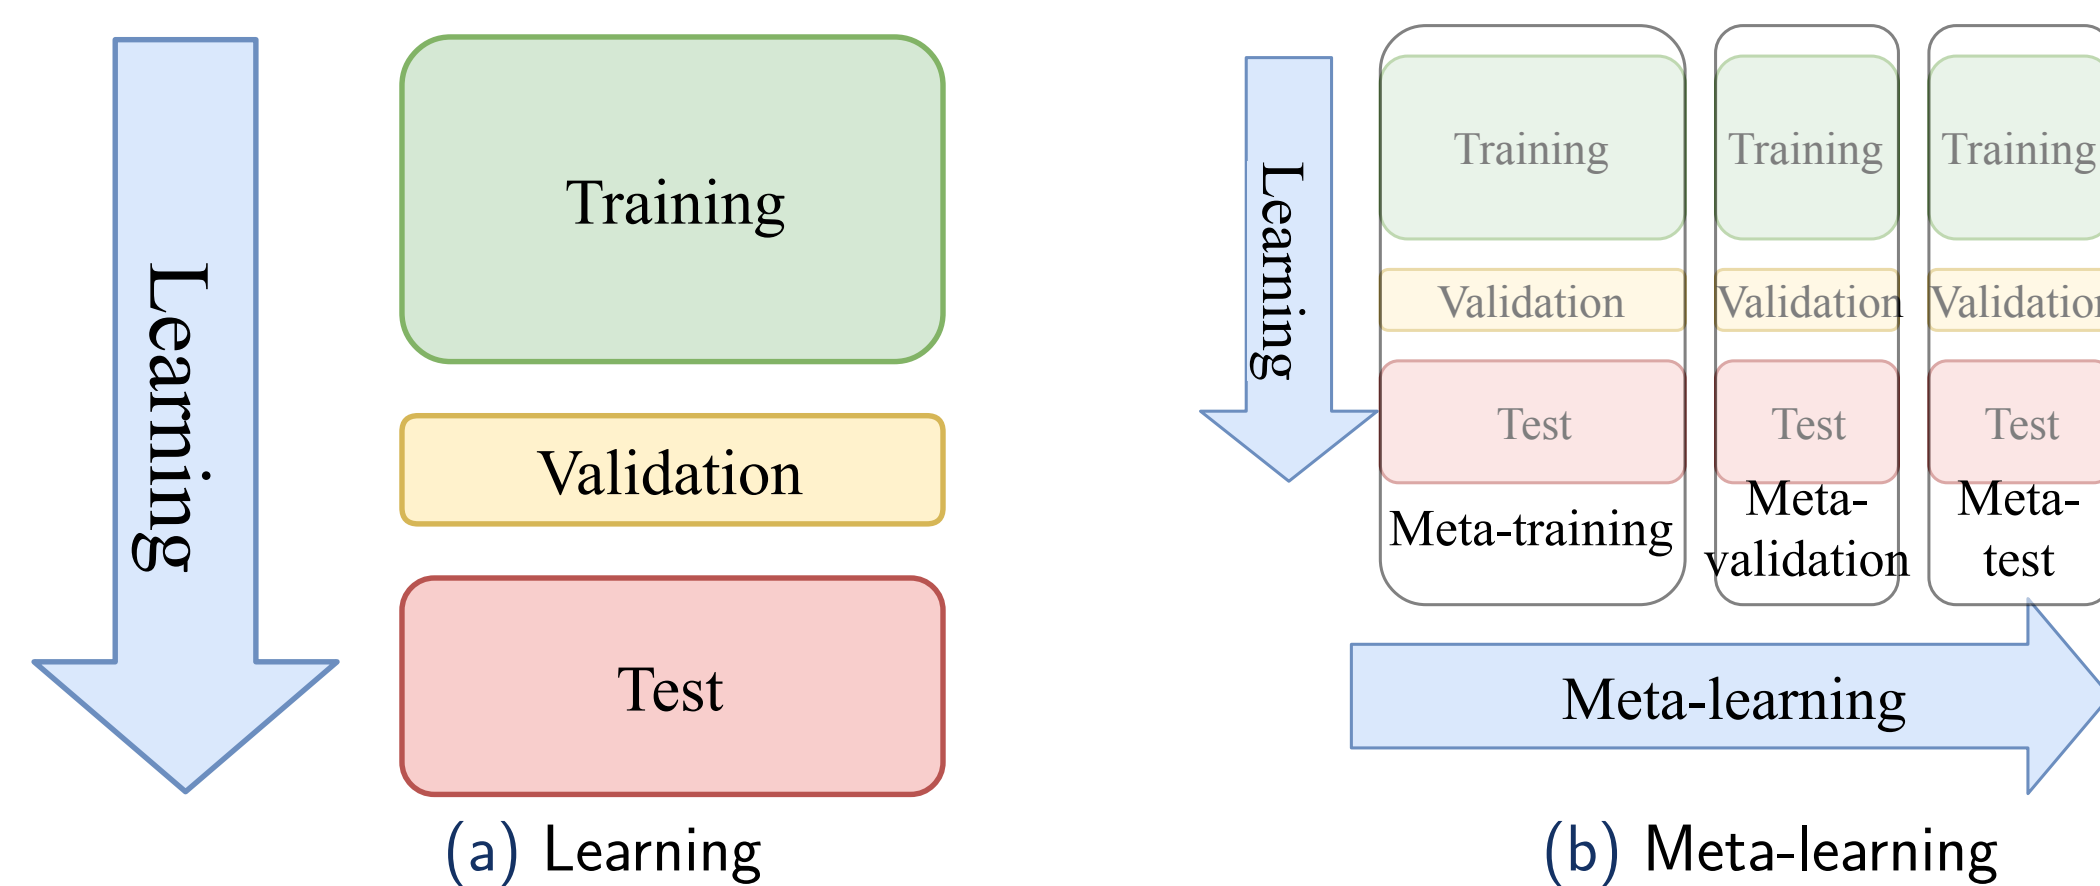 Learning
Training
Validation
Test
(a) Learning
Learning
Training
Validation
Test
Meta-training
Training
Validation
Test
Meta-
validation
Training
Validation
Test
Meta-
test
Meta-learning
(b) Meta-learning